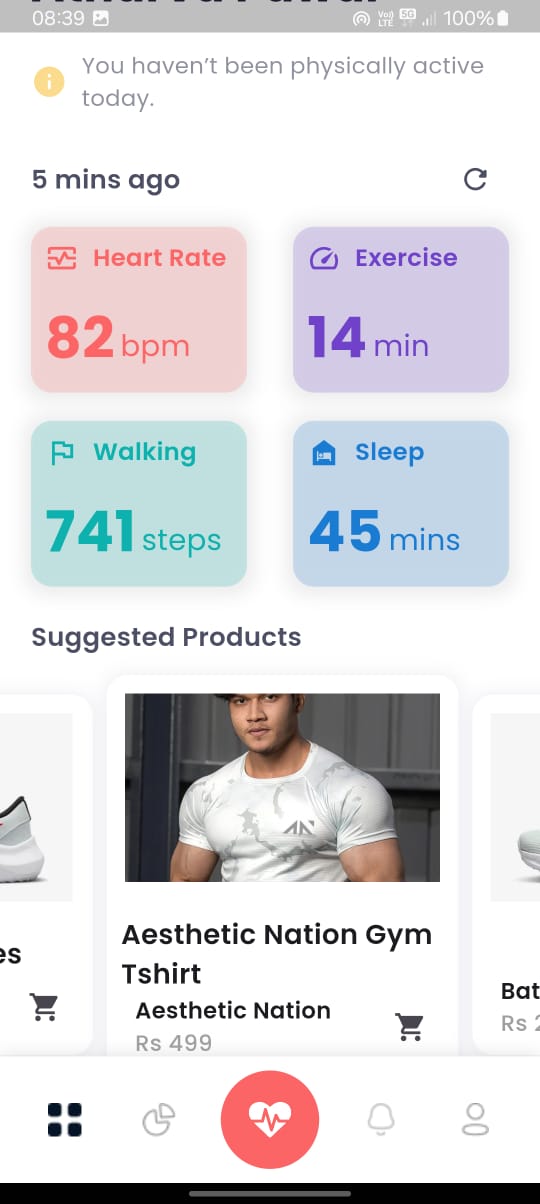 08:39 Vo) LTE 5G 100%
You haven't been physically active
today.
5 mins ago
Heart Rate
Exercise
82 bpm
14 min
Walking
Sleep
741 steps
45 mins
Suggested Products
Aesthetic Nation Gym
Tshirt
es
Aesthetic Nation
Rs 499
Bat
Rs 2